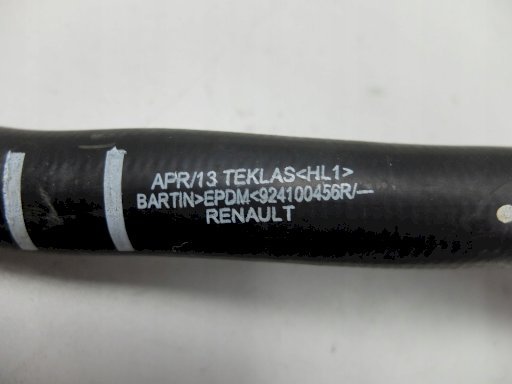 APR/13 TEKLAS<HL1>
BARTIN>EPDM<924100456R/—
RENAULT